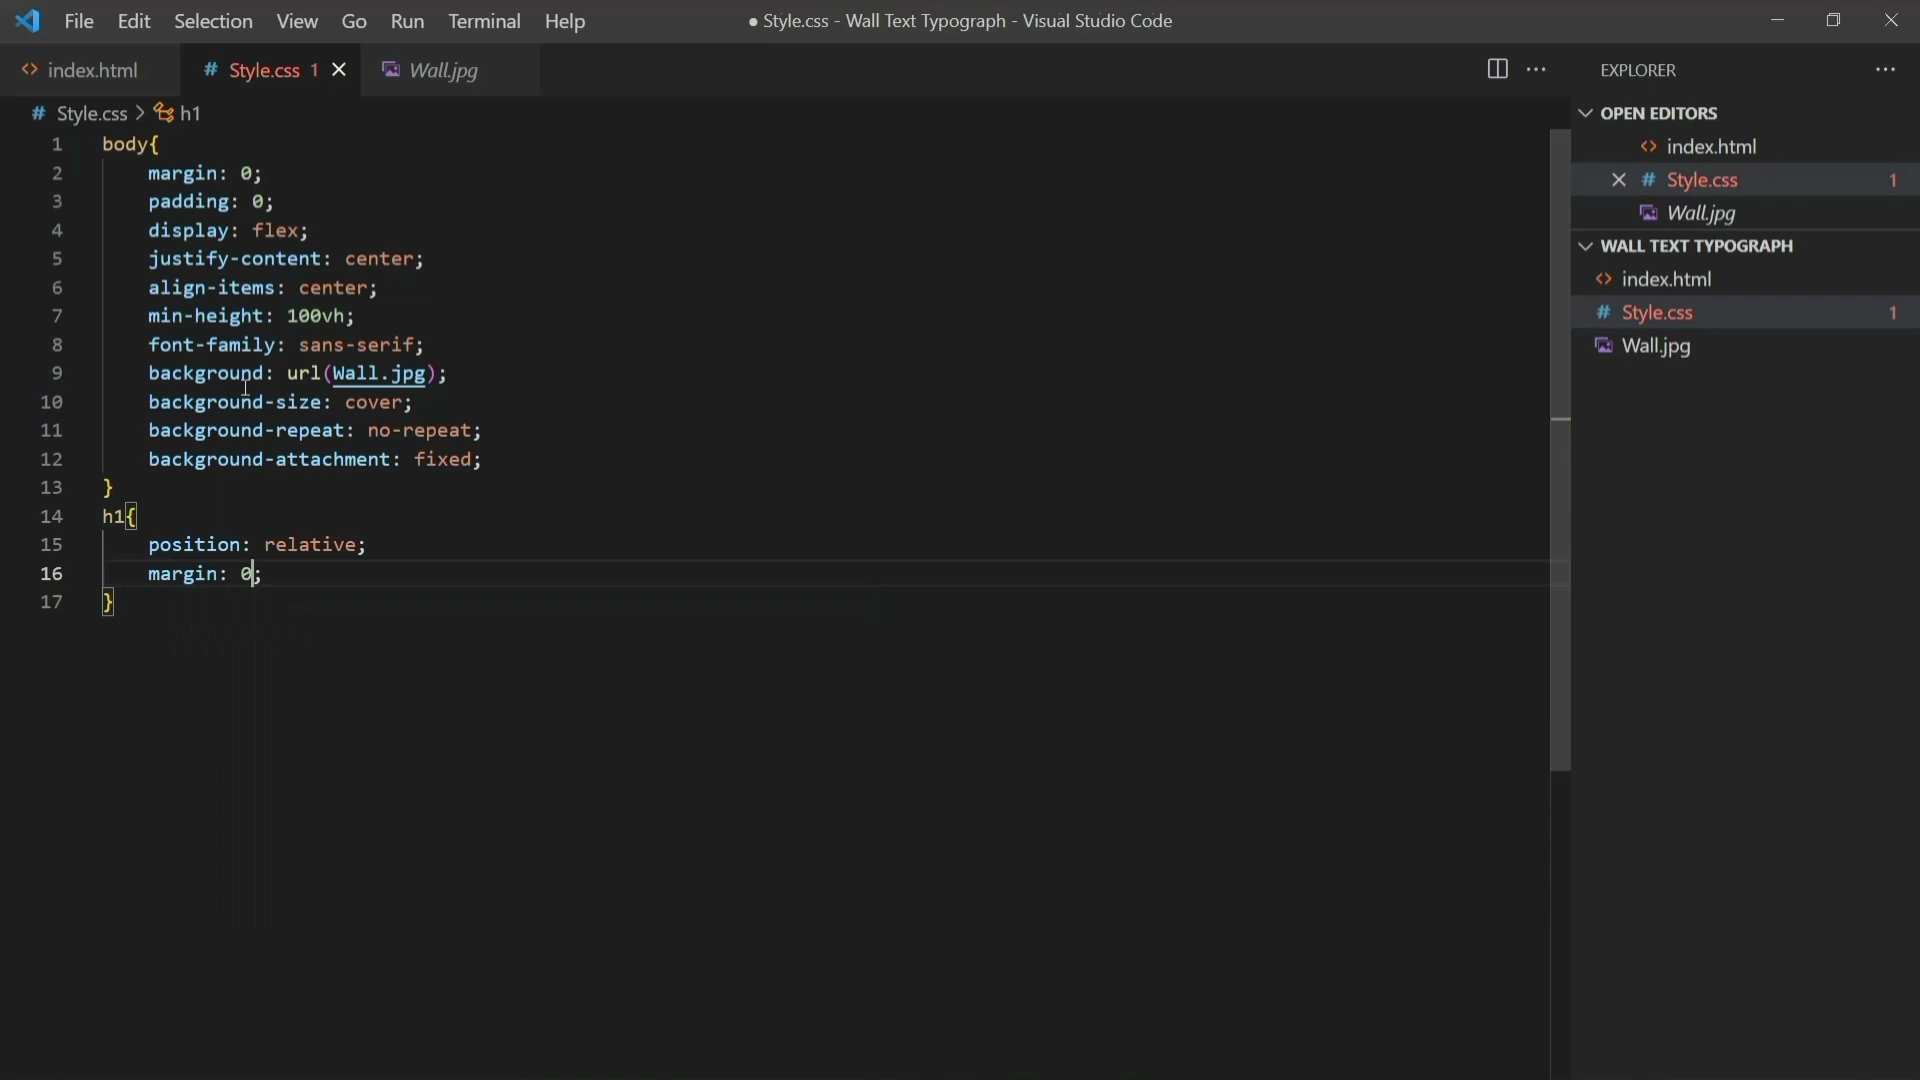 File Edit Selection View Go Run Terminal Help ● Style.css - Wall Text Typograph - Visual Studio Code
index.html # Style.css 1 Wall.jpg
# Style.css > h1
1 body{
2     margin: 0;
3     padding: 0;
4     display: flex;
5     justify-content: center;
6     align-items: center;
7     min-height: 100vh;
8     font-family: sans-serif;
9     background: url(Wall.jpg);
10     background-size: cover;
11     background-repeat: no-repeat;
12     background-attachment: fixed;
13 }
14 h1{
15     position: relative;
16     margin: 0;
17 }
EXPLORER
OPEN EDITORS
index.html
# Style.css 1
Wall.jpg
WALL TEXT TYPOGRAPH
index.html
# Style.css 1
Wall.jpg